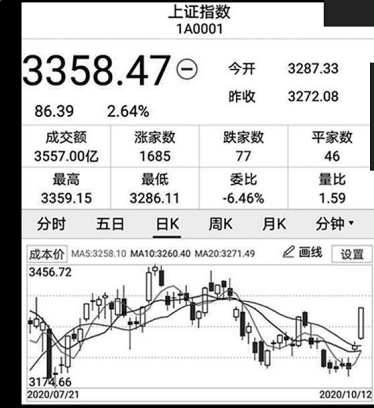 上证指数
1A0001
3358.47
86.39 2.64%
今开 3287.33
昨收 3272.08
成交额 涨家数 跌家数 平家数
3557.00亿 1685 77 46
最高 最低 委比 量比
3359.15 3286.11 -6.46% 1.59
分时 五日 日K 周K 月K 分钟
成本价 MA5:3258.10 MA10:3260.40 MA20:3271.49 画线 设置
3456.72
3174.66
2020/07/21 2020/10/12